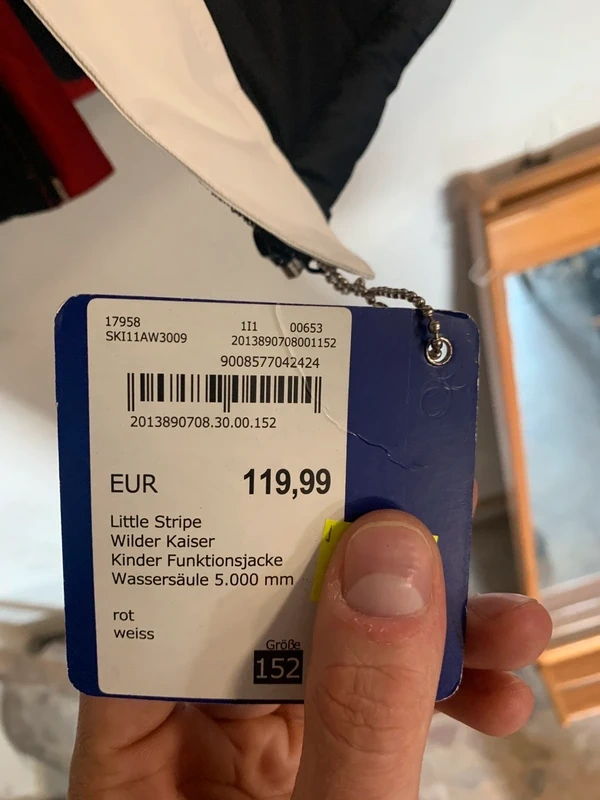 17958 1I1 00653
SKI11AW3009 2013890708001152
9008577042424
2013890708.30.00.152
EUR 119,99
Little Stripe
Wilder Kaiser
Kinder Funktionsjacke
Wassersäule 5.000 mm
rot
weiss
Größe
152